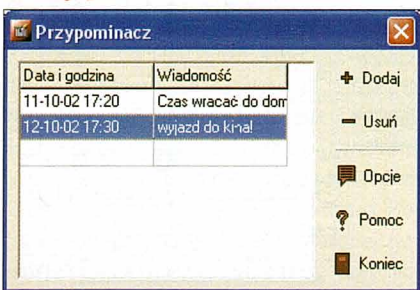 Przypominacz
Data i godzina Wiadomość
11-10-02 17:20 Czas wracać do dom
12-10-02 17:30 wyjazd do kina!
Dodaj
Usuń
Opcje
Pomoc
Koniec